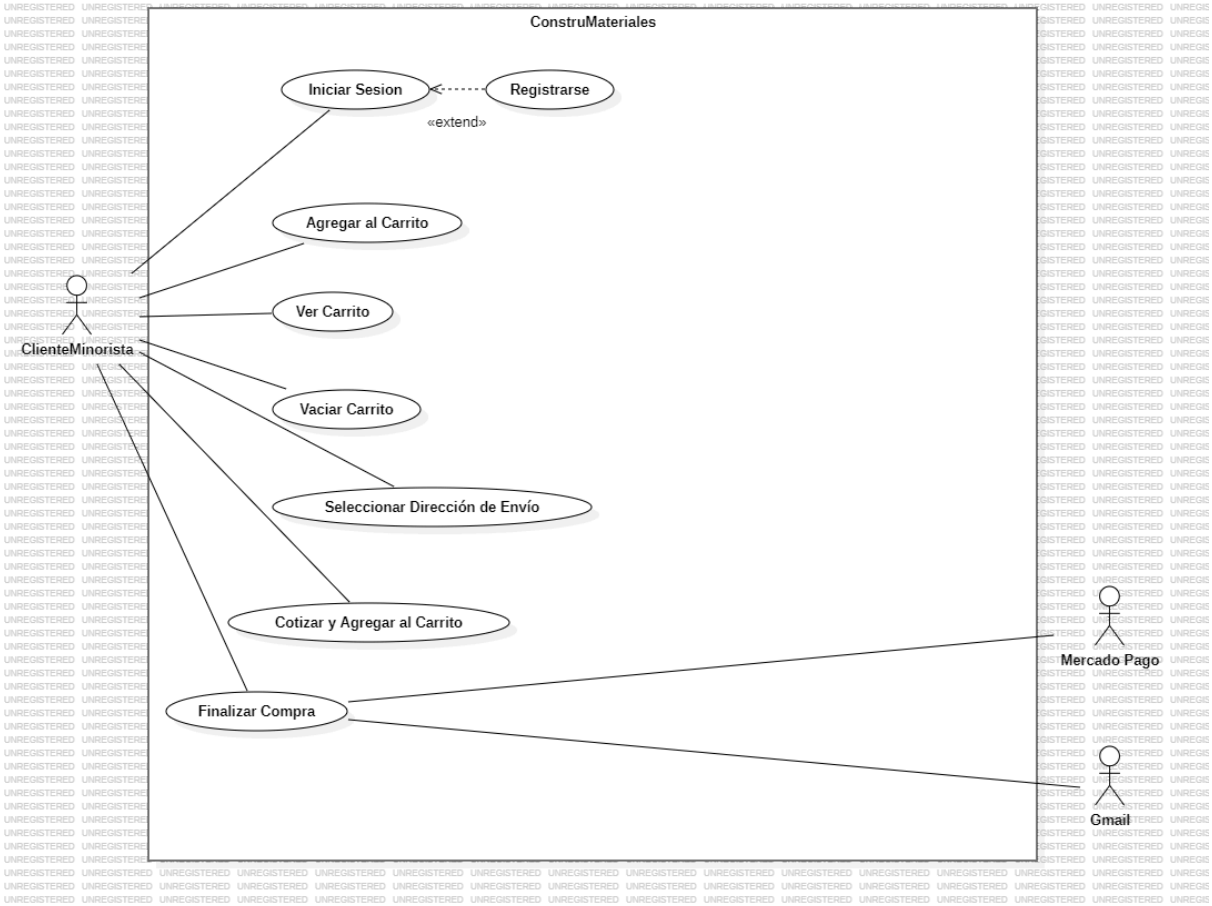 ConstruMateriales
Iniciar Sesion
Registrarse
«extend»
Agregar al Carrito
Ver Carrito
ClienteMinorista
Vaciar Carrito
Seleccionar Dirección de Envío
Cotizar y Agregar al Carrito
Mercado Pago
Finalizar Compra
Gmail
UNREGISTERED